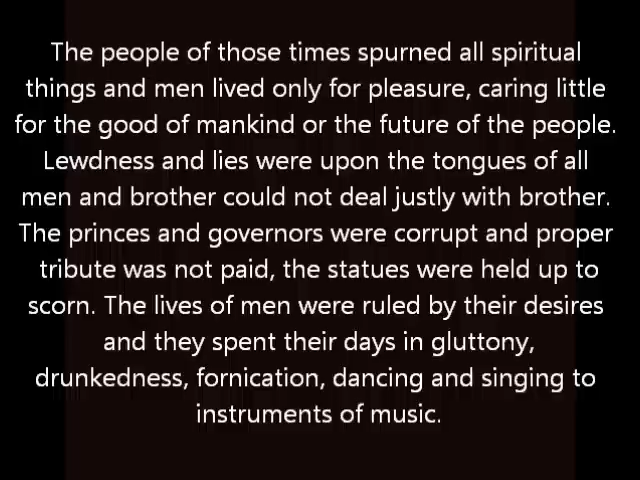 The people of those times spurned all spiritual
things and men lived only for pleasure, caring little
for the good of mankind or the future of the people.
Lewdness and lies were upon the tongues of all
men and brother could not deal justly with brother.
The princes and governors were corrupt and proper
tribute was not paid, the statues were held up to
scorn. The lives of men were ruled by their desires
and they spent their days in gluttony,
drunkedness, fornication, dancing and singing to
instruments of music.